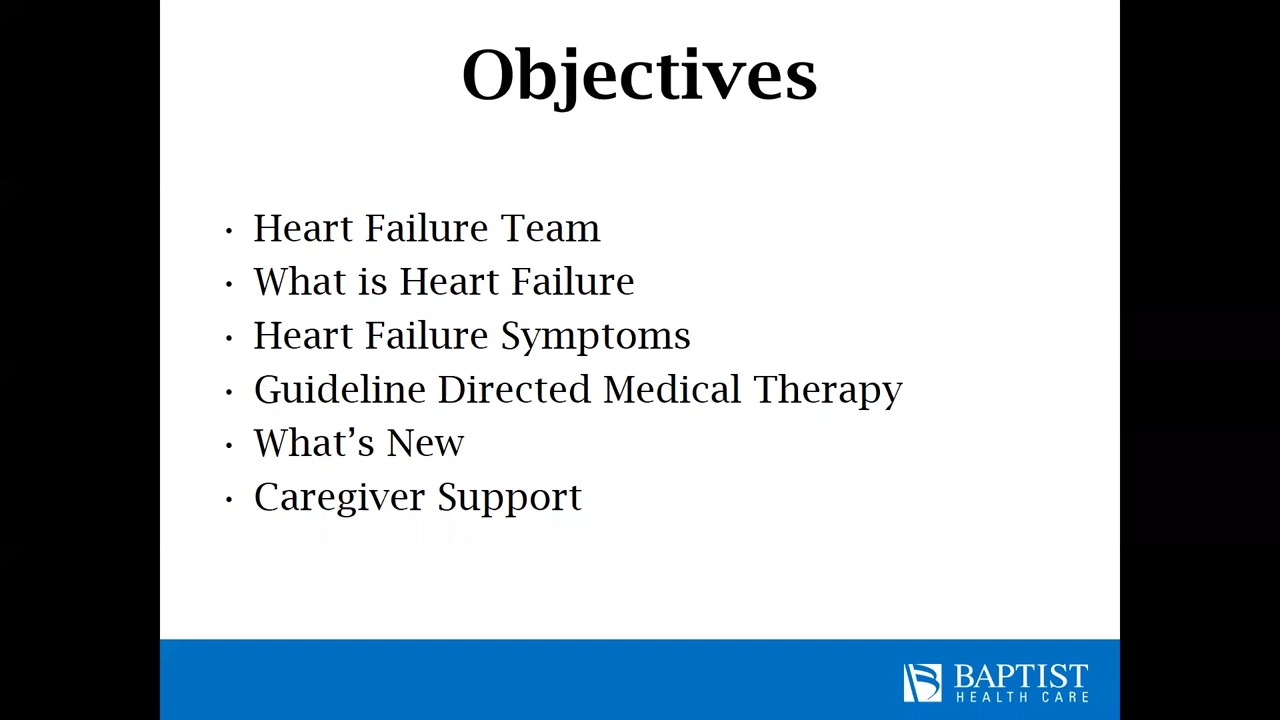 Objectives
• Heart Failure Team
• What is Heart Failure
• Heart Failure Symptoms
• Guideline Directed Medical Therapy
• What’s New
• Caregiver Support
BAPTIST
HEALTH CARE